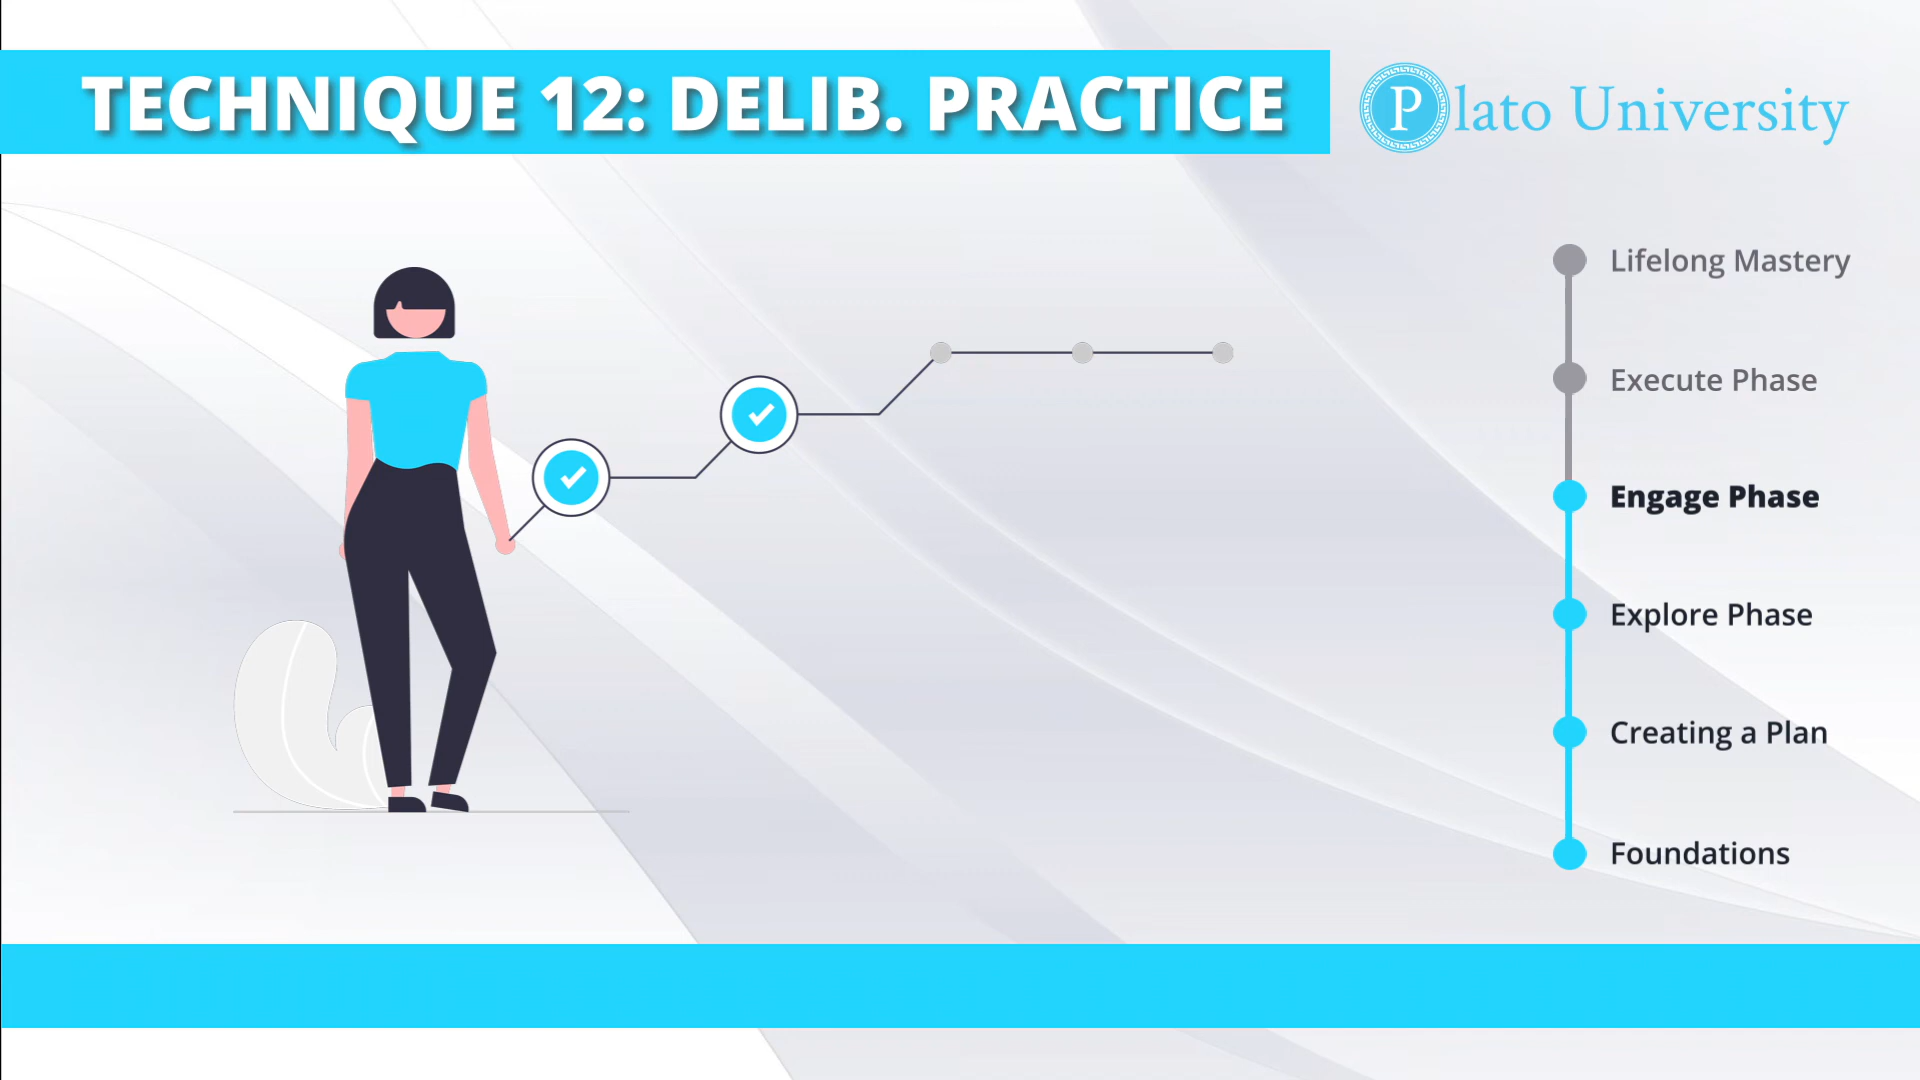 TECHNIQUE 12: DELIB. PRACTICE
Plato University
Lifelong Mastery
Execute Phase
Engage Phase
Explore Phase
Creating a Plan
Foundations